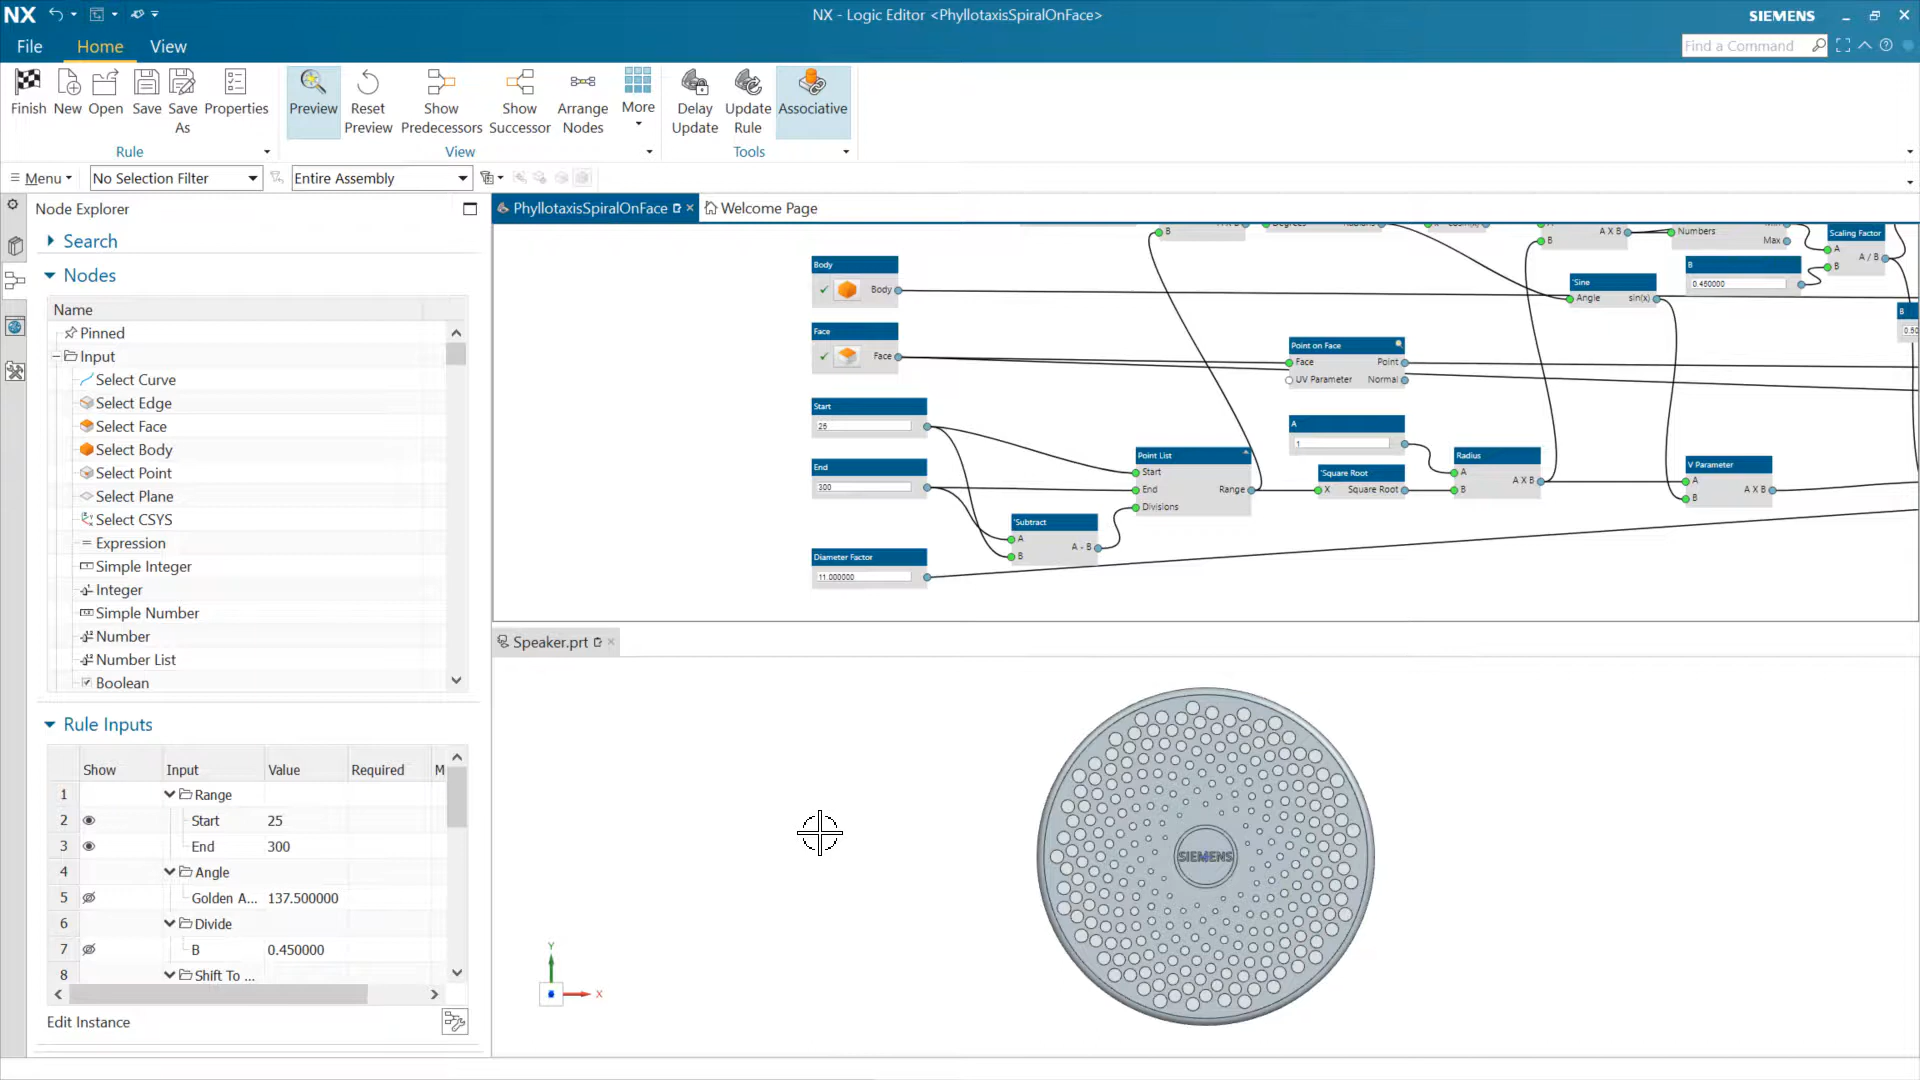 NX
NX - Logic Editor <PhyllotaxisSpiralOnFace>
SIEMENS
File
Home
View
Find a Command
Finish
New
Open
Save
Save
As
Properties
Preview
Reset
Preview
Show
Predecessors
Show
Successor
Arrange
Nodes
More
Delay
Update
Update
Rule
Associative
Rule
View
Tools
Menu
No Selection Filter
Entire Assembly
Node Explorer
PhyllotaxisSpiralOnFace
Welcome Page
Search
Nodes
Name
Pinned
Input
Select Curve
Select Edge
Select Face
Select Body
Select Point
Select Plane
Select CSYS
Expression
Simple Integer
Integer
Simple Number
Number
Number List
Boolean
Rule Inputs
Show
Input
Value
Required
M
1
Range
2
Start
25
3
End
300
4
Angle
5
Golden A...
137.500000
6
Divide
7
B
0.450000
8
Shift To ...
Edit Instance
B
B
A X B
Numbers
Max
Scaling Factor
A
A / B
B
Body
Body
'Sine
Angle
sin(x)
B
0.450000
B
Face
Face
Point on Face
Face
Point
UV Parameter
Normal
Start
25
A
1
End
300
Point List
Start
End
Range
Divisions
'Square Root
X
Square Root
Radius
A
A X B
B
V Parameter
A
A X B
B
'Subtract
A
A - B
B
Diameter Factor
11.000000
Speaker.prt
SIEMENS
Y
X